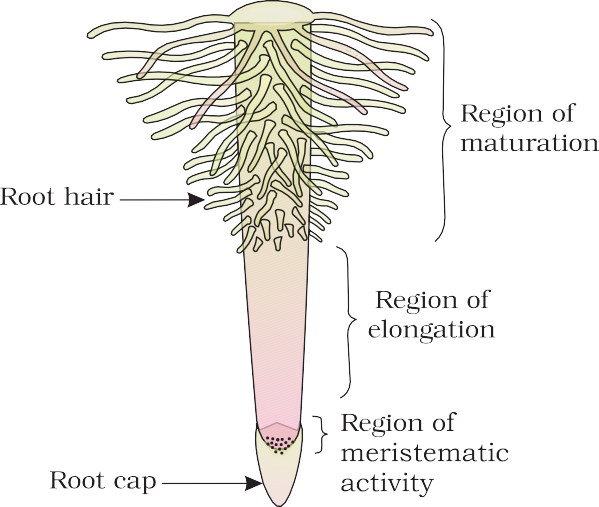 Region of
maturation
Root hair
Region of
elongation
Region of
meristematic
activity
Root cap